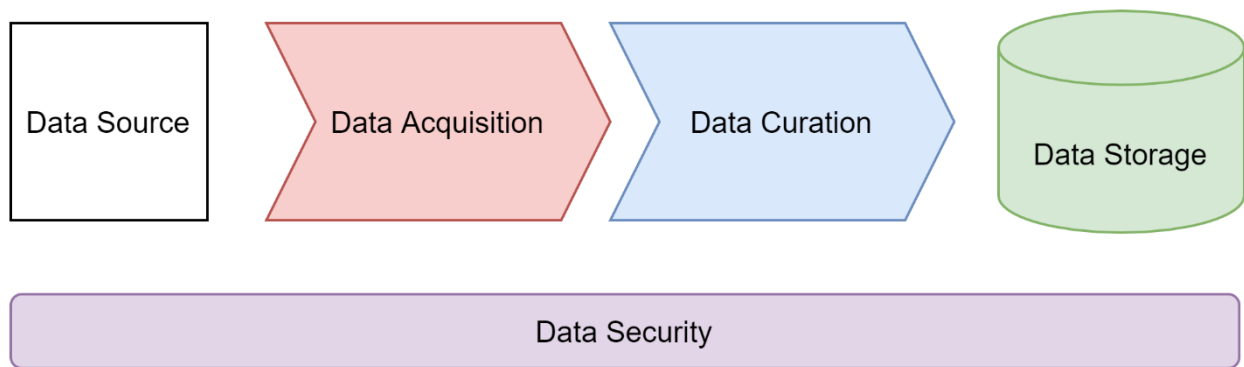 Data Source
Data Acquisition
Data Curation
Data Storage
Data Security